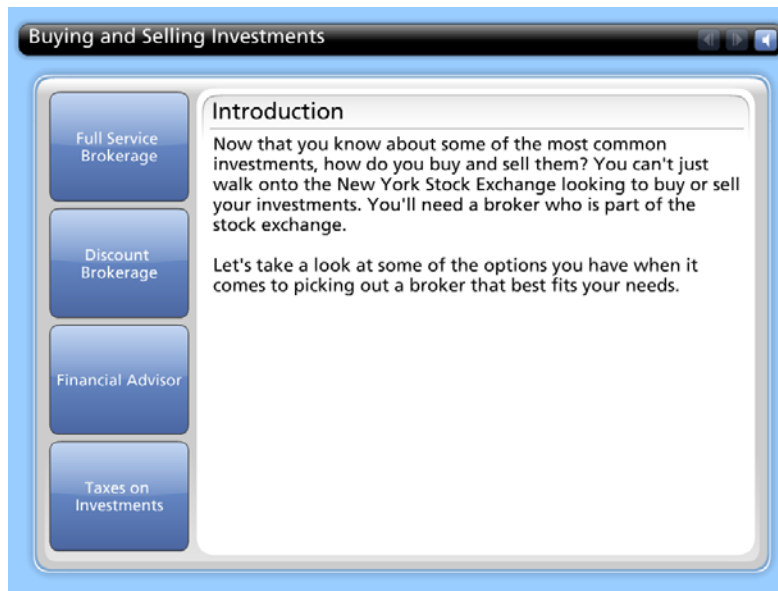 Buying and Selling Investments
Full Service
Brokerage
Discount
Brokerage
Financial Advisor
Taxes on
Investments
Introduction
Now that you know about some of the most common
investments, how do you buy and sell them? You can't just
walk onto the New York Stock Exchange looking to buy or sell
your investments. You'll need a broker who is part of the
stock exchange.
Let's take a look at some of the options you have when it
comes to picking out a broker that best fits your needs.